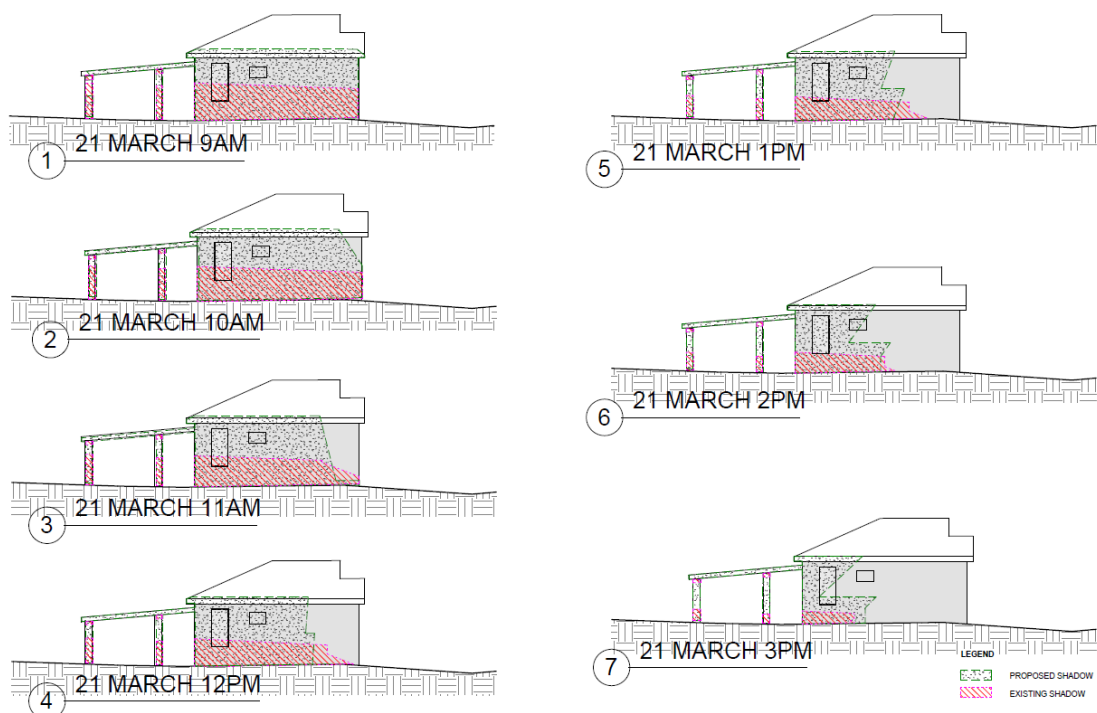 1
21 MARCH 9AM
2
21 MARCH 10AM
3
21 MARCH 11AM
4
21 MARCH 12PM
5
21 MARCH 1PM
6
21 MARCH 2PM
7
21 MARCH 3PM
LEGEND
PROPOSED SHADOW
EXISTING SHADOW